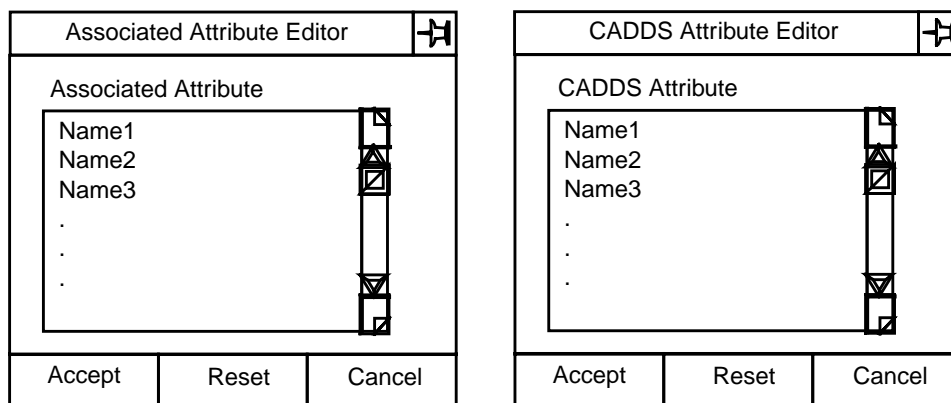 Associated Attribute Editor
Associated Attribute
Name1
Name2
Name3
.
.
.
Accept Reset Cancel
CADDS Attribute Editor
CADDS Attribute
Name1
Name2
Name3
.
.
.
Accept Reset Cancel